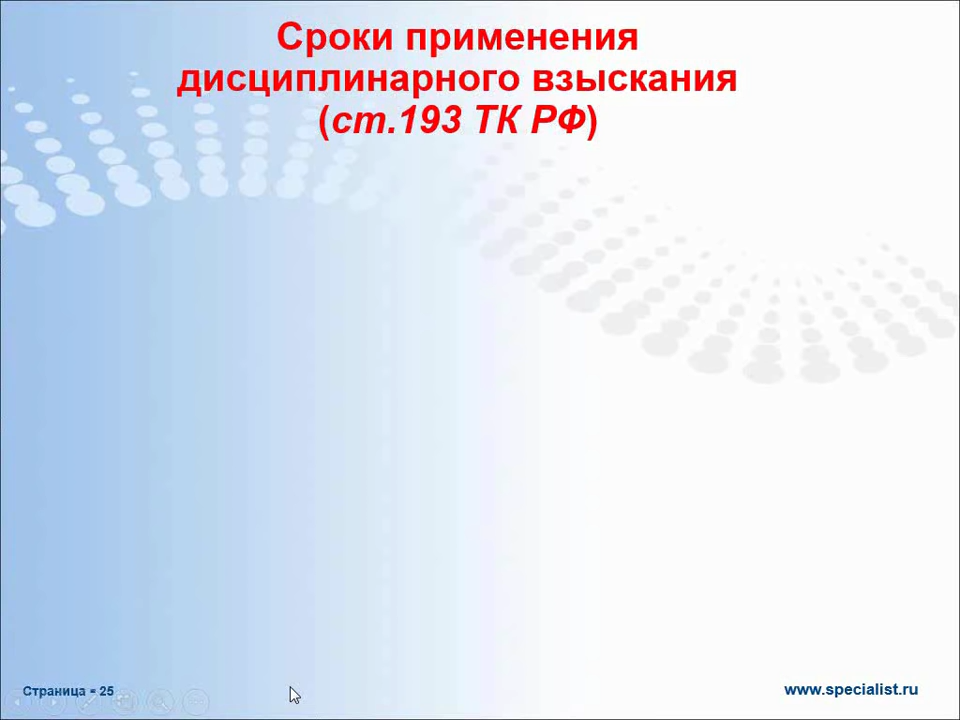 Сроки применения
дисциплинарного взыскания
(ст.193 ТК РФ)
Страница = 25
www.specialist.ru